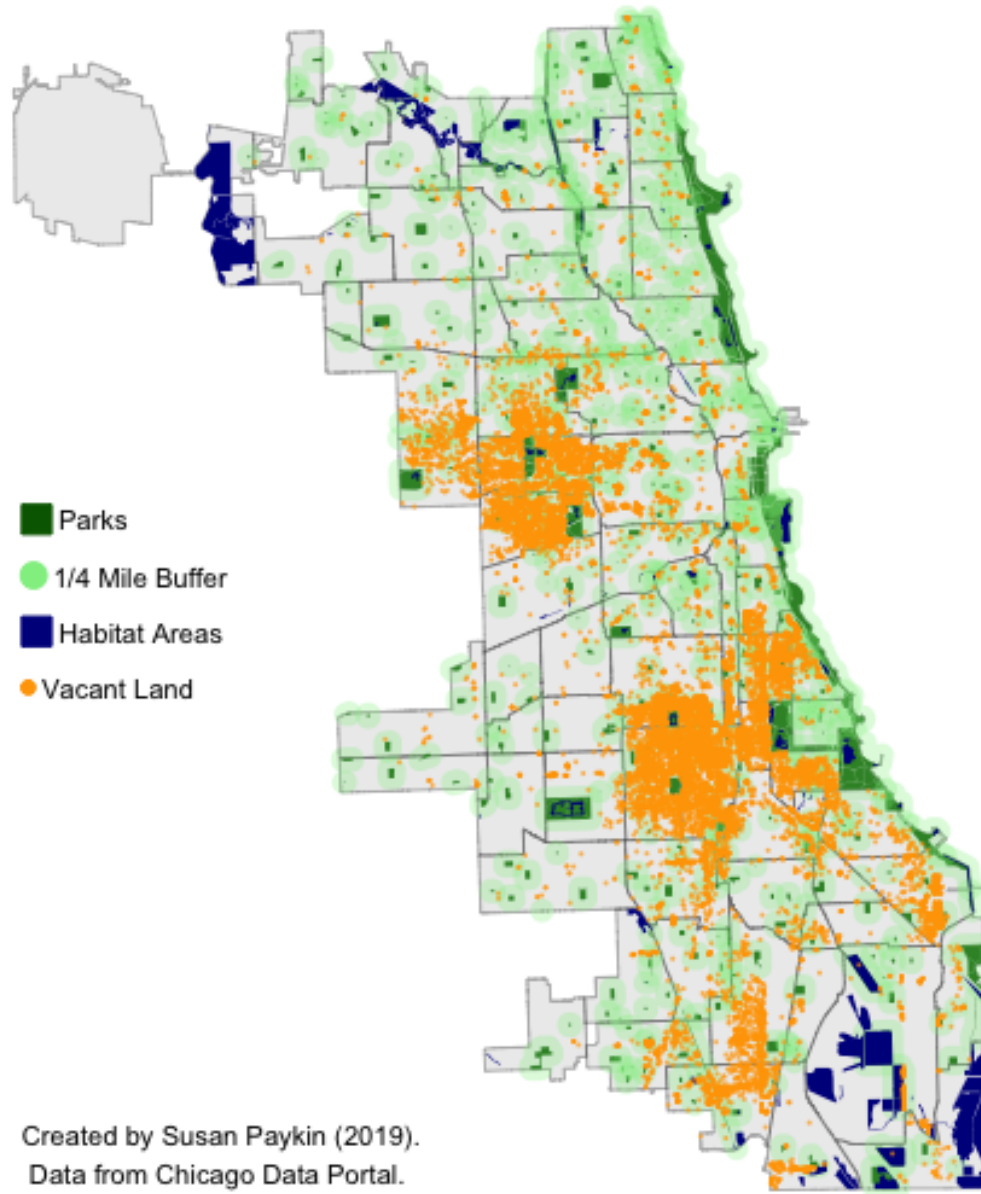 Parks
1/4 Mile Buffer
Habitat Areas
Vacant Land
Created by Susan Paykin (2019).
Data from Chicago Data Portal.